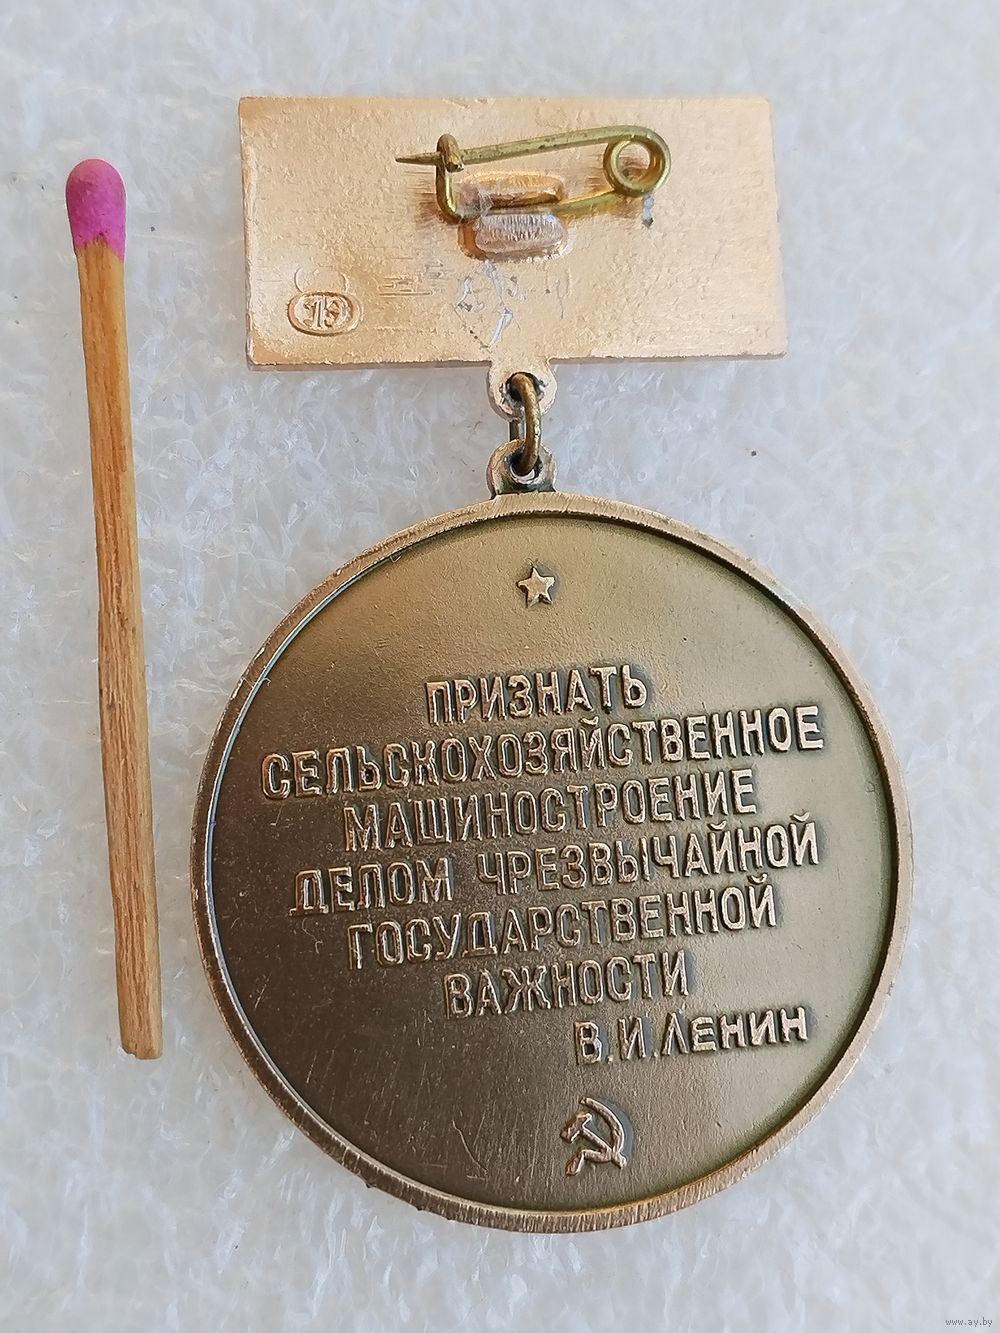 ПРИЗНАТЬ
СЕЛЬСКОХОЗЯЙСТВЕННОЕ
МАШИНОСТРОЕНИЕ
ДЕЛОМ ЧРЕЗВЫЧАЙНОЙ
ГОСУДАРСТВЕННОЙ
ВАЖНОСТИ
В.И.ЛЕНИН
www.ay.by